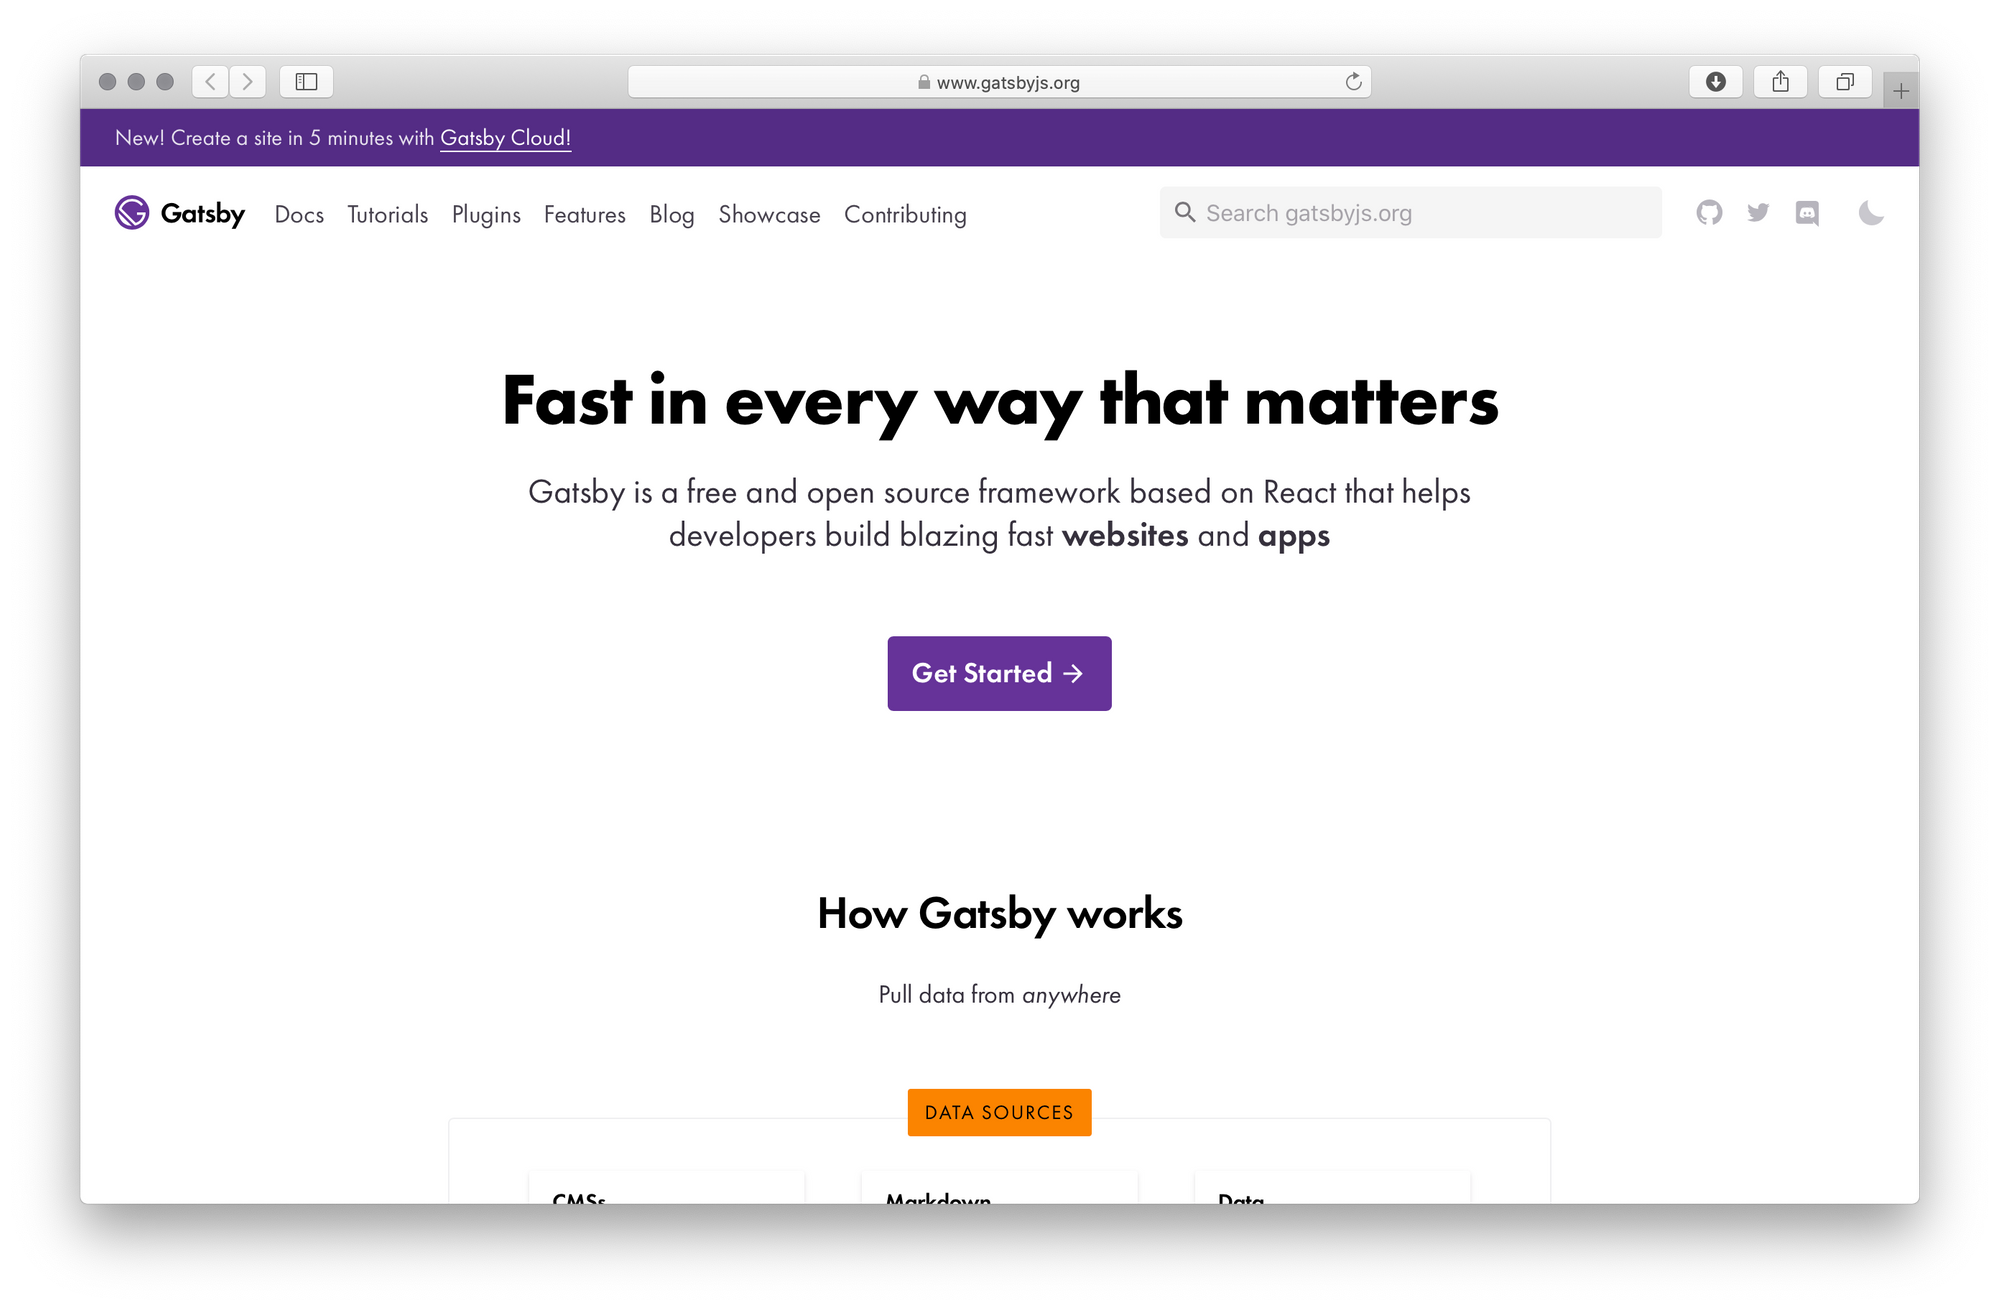 www.gatsbyjs.org
New! Create a site in 5 minutes with Gatsby Cloud!
Gatsby Docs Tutorials Plugins Features Blog Showcase Contributing Search gatsbyjs.org
Fast in every way that matters
Gatsby is a free and open source framework based on React that helps
developers build blazing fast websites and apps
Get Started →
How Gatsby works
Pull data from anywhere
DATA SOURCES
CMSs Markdown Data